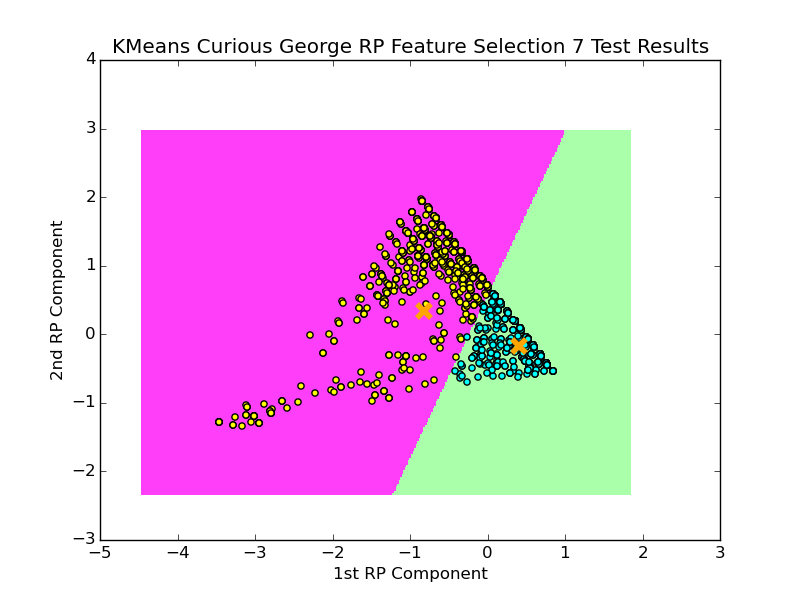 KMeans Curious George RP Feature Selection 7 Test Results
4
3
2
1
0
−1
−2
−3
2nd RP Component
−5 −4 −3 −2 −1 0 1 2 3
1st RP Component